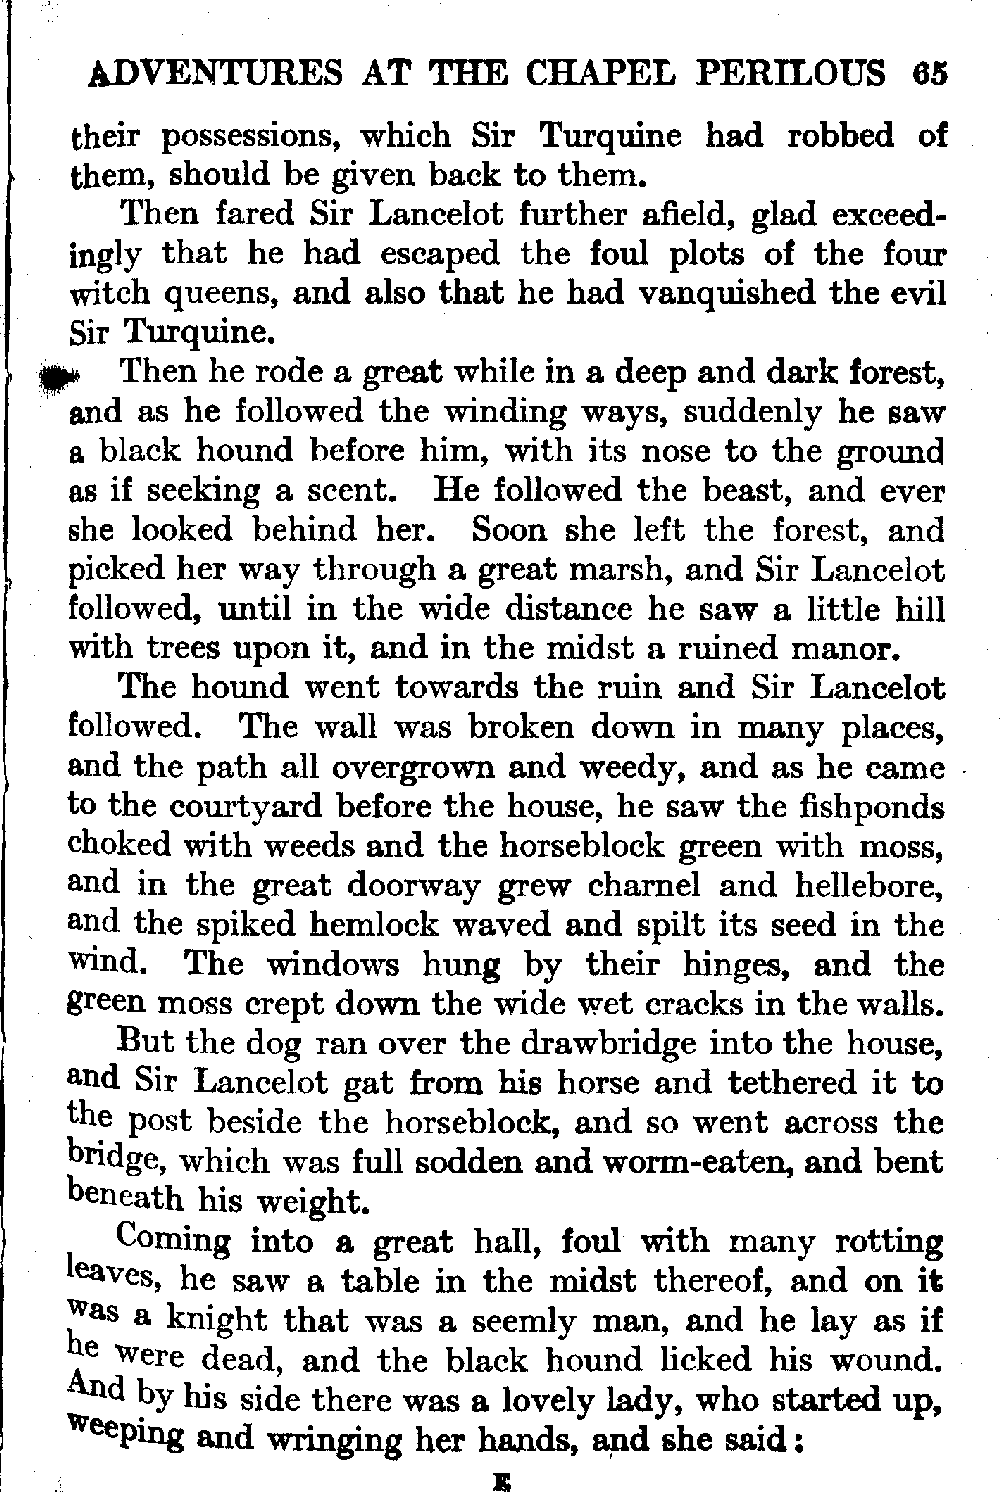 ADVENTURES AT THE CHAPEL PERILOUS 65
their possessions, which Sir Turquine had robbed of
them, should be given back to them.
Then fared Sir Lancelot further afield, glad exceed-
ingly that he had escaped the foul plots of the four
witch queens, and also that he had vanquished the evil
Sir Turquine.
Then he rode a great while in a deep and dark forest,
and as he followed the winding ways, suddenly he saw
a black hound before him, with its nose to the ground
as if seeking a scent. He followed the beast, and ever
she looked behind her. Soon she left the forest, and
picked her way through a great marsh, and Sir Lancelot
followed, until in the wide distance he saw a little hill
with trees upon it, and in the midst a ruined manor.
The hound went towards the ruin and Sir Lancelot
followed. The wall was broken down in many places,
and the path all overgrown and weedy, and as he came
to the courtyard before the house, he saw the fishponds
choked with weeds and the horseblock green with moss,
and in the great doorway grew charnel and hellebore,
and the spiked hemlock waved and spilt its seed in the
wind. The windows hung by their hinges, and the
green moss crept down the wide wet cracks in the walls.
But the dog ran over the drawbridge into the house,
and Sir Lancelot gat from his horse and tethered it to
the post beside the horseblock, and so went across the
bridge, which was full sodden and worm-eaten, and bent
beneath his weight.
Coming into a great hall, foul with many rotting
leaves, he saw a table in the midst thereof, and on it
was a knight that was a seemly man, and he lay as if
he were dead, and the black hound licked his wound.
And by his side there was a lovely lady, who started up,
weeping and wringing her hands, and she said:
E